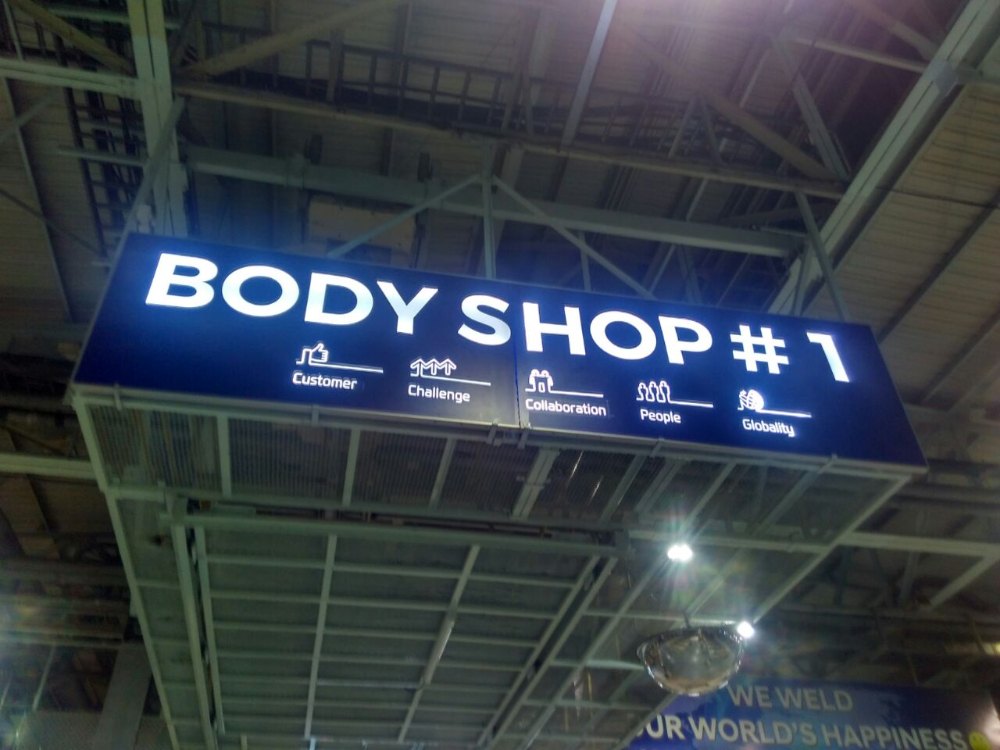 BODY SHOP # 1
Customer Challenge Collaboration People Globality
WE WELD
UR WORLD'S HAPPINESS